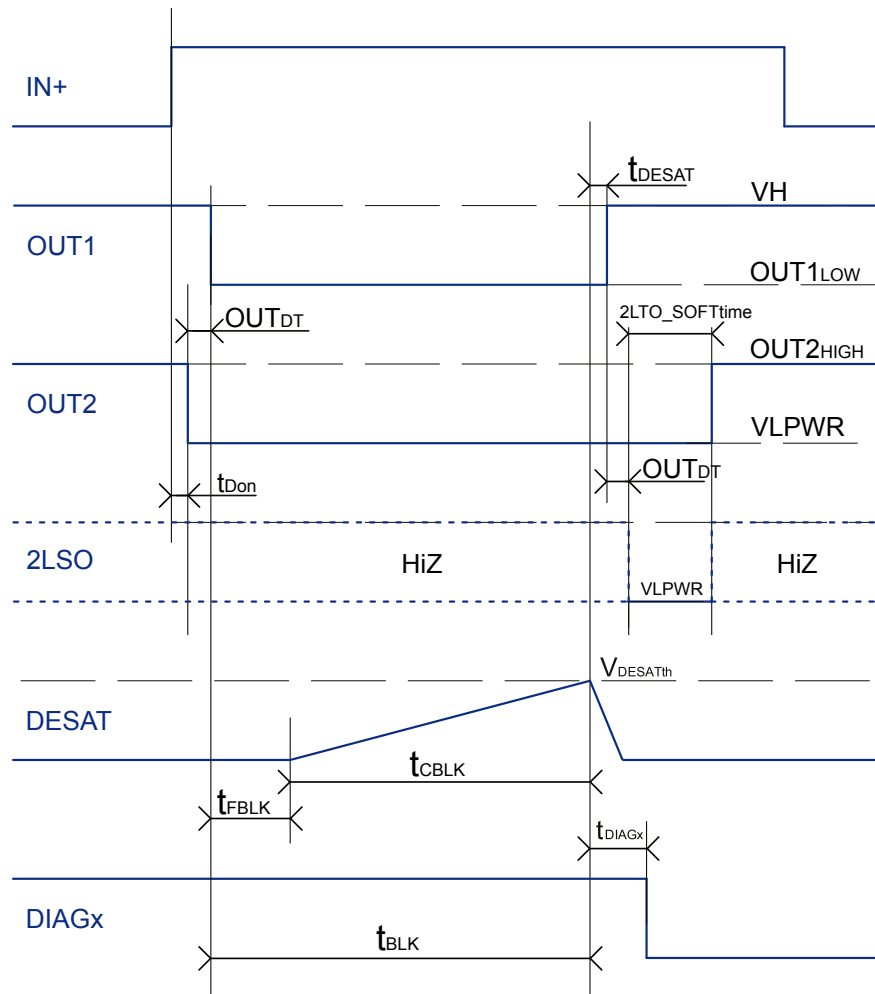 IN+
tDESAT
VH
OUT1
OUT1LOW
OUTDT
2LTO_SOFTtime
OUT2HIGH
OUT2
VLPWR
OUTDT
tDon
2LSO
HiZ
HiZ
VLPWR
VDESATth
DESAT
tCBLK
tFBLK
tDIAGx
DIAGx
tBLK